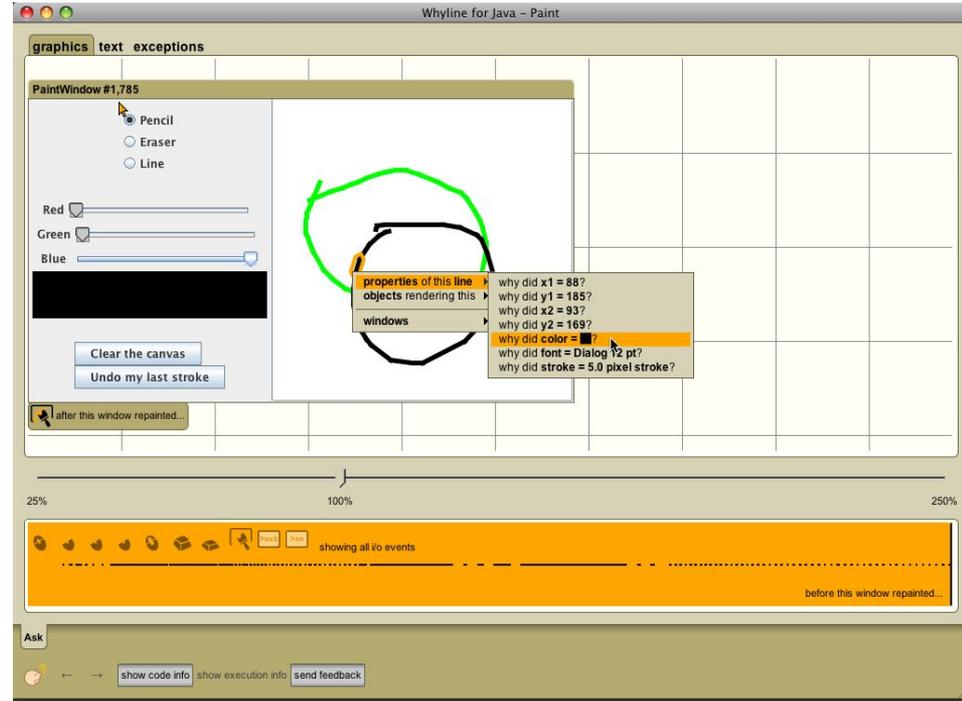 Whyline for Java – Paint
graphics text exceptions
PaintWindow #1,785
Pencil
Eraser
Line
Red
Green
Blue
properties of this line
objects rendering this
windows
why did x1 = 88?
why did y1 = 185?
why did x2 = 93?
why did y2 = 169?
why did color = ?
why did font = Dialog 12 pt?
why did stroke = 5.0 pixel stroke?
Clear the canvas
Undo my last stroke
after this window repainted...
25%
100%
250%
showing all i/o events
before this window repainted...
Ask
show code info show execution info send feedback